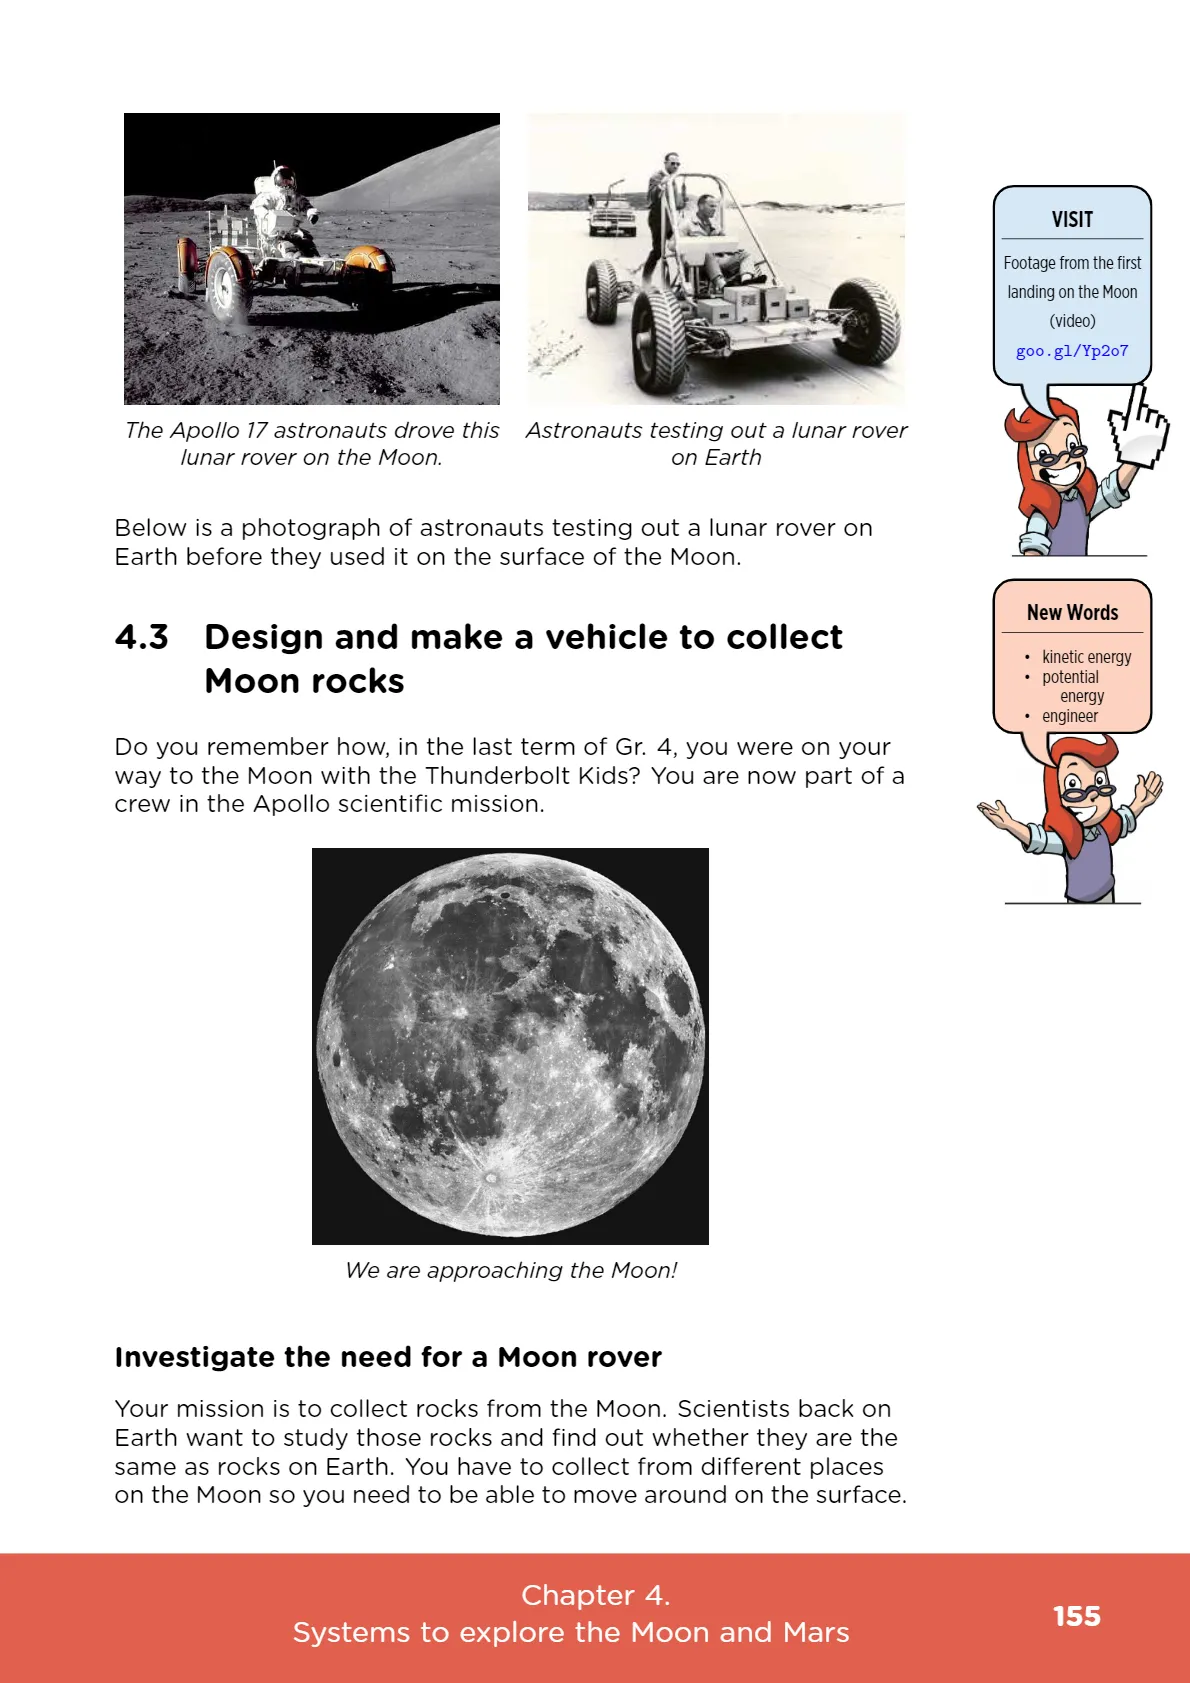 The Apollo 17 astronauts drove this
lunar rover on the Moon.
Astronauts testing out a lunar rover
on Earth
Below is a photograph of astronauts testing out a lunar rover on
Earth before they used it on the surface of the Moon.
4.3 Design and make a vehicle to collect
Moon rocks
Do you remember how, in the last term of Gr. 4, you were on your
way to the Moon with the Thunderbolt Kids? You are now part of a
crew in the Apollo scientific mission.
We are approaching the Moon!
Investigate the need for a Moon rover
Your mission is to collect rocks from the Moon. Scientists back on
Earth want to study those rocks and find out whether they are the
same as rocks on Earth. You have to collect from different places
on the Moon so you need to be able to move around on the surface.
VISIT
Footage from the first
landing on the Moon
(video)
goo.gl/Yp2o7
New Words
• kinetic energy
• potential
energy
• engineer
Chapter 4.
Systems to explore the Moon and Mars
155